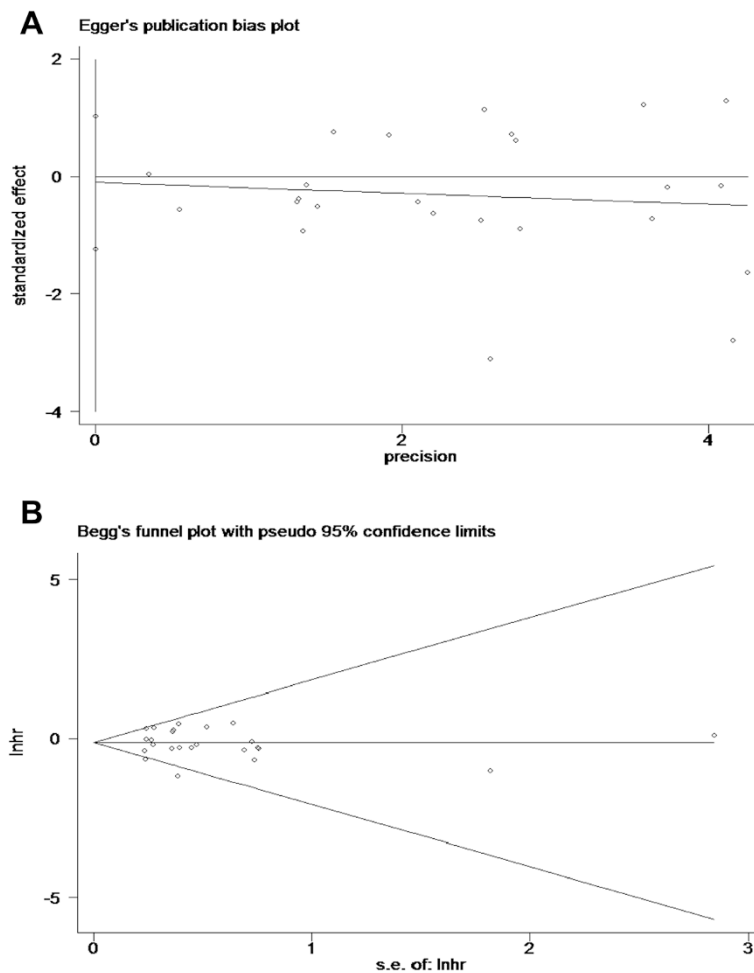 A
Egger's publication bias plot
2
0
-2
-4
standardized effect
0
2
4
precision
B
Begg's funnel plot with pseudo 95% confidence limits
5
0
-5
lnhr
0
1
2
3
s.e. of: lnhr